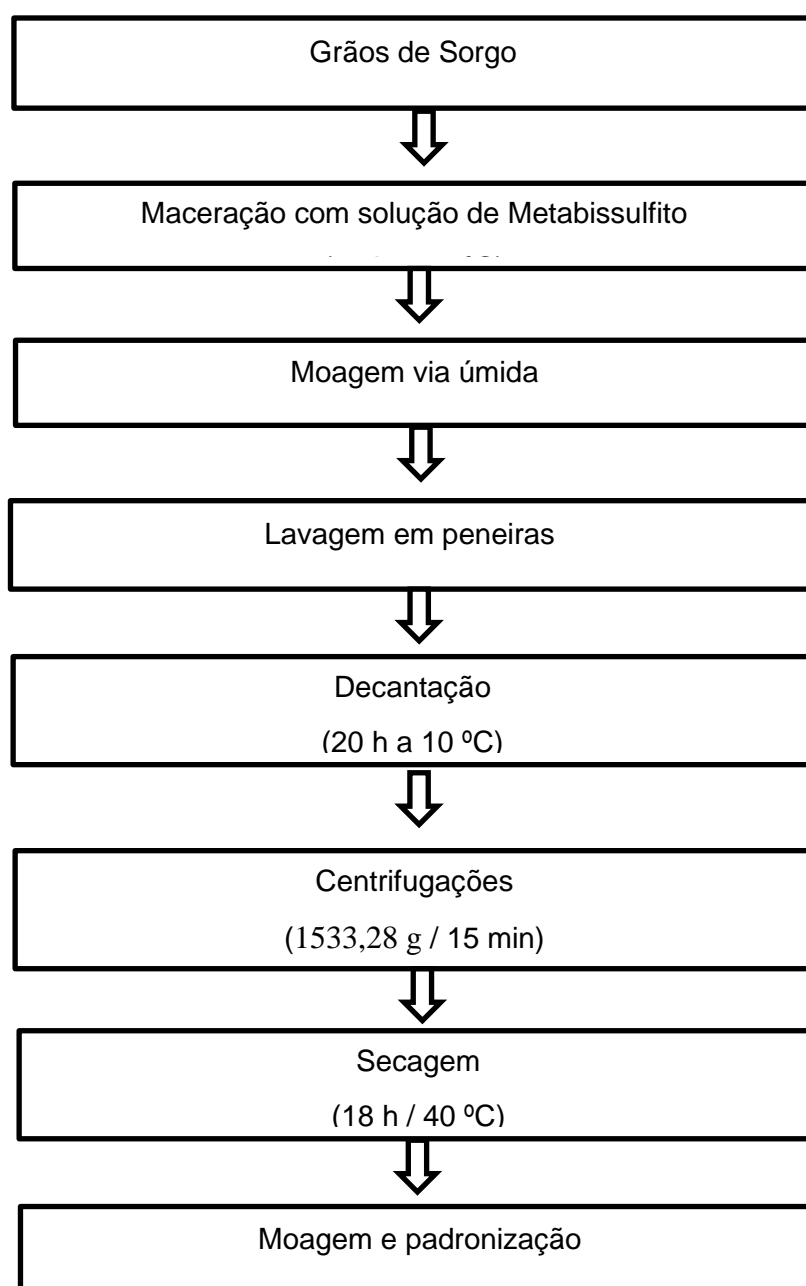 Grãos de Sorgo
Maceração com solução de Metabissulfito
Moagem via úmida
Lavagem em peneiras
Decantação
(20 h a 10 ºC)
Centrifugações
(1533,28 g / 15 min)
Secagem
(18 h / 40 ºC)
Moagem e padronização